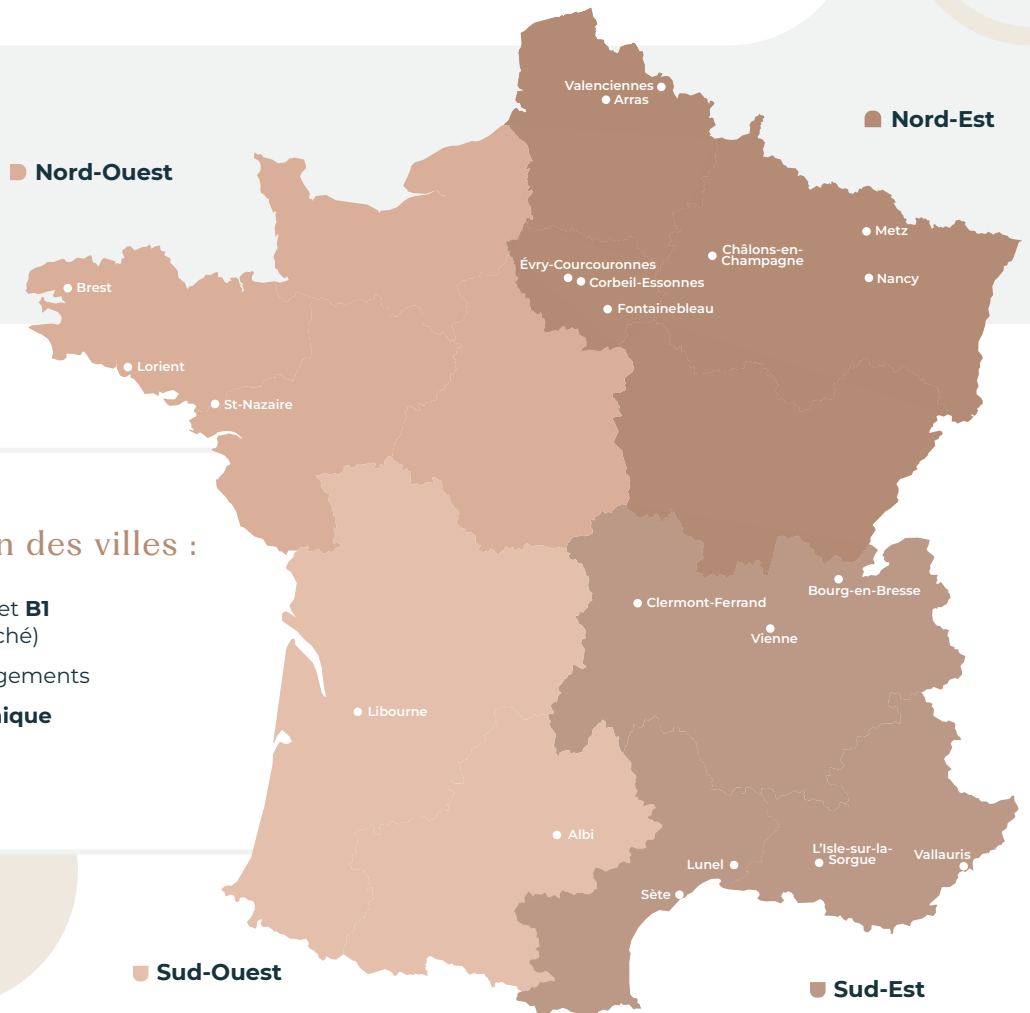 Valenciennes
Arras
Nord-Est
Nord-Ouest
Metz
Châlons-en-
Champagne
Évry-Courcouronnes
Nancy
Corbeil-Essonnes
Brest
Fontainebleau
Lorient
St-Nazaire
n des villes :
et B1
ché)
gements
ique
Bourg-en-Bresse
Clermont-Ferrand
Vienne
Libourne
Albi
L'Isle-sur-la-
Sorgue
Vallauris
Lunel
Sète
Sud-Ouest
Sud-Est